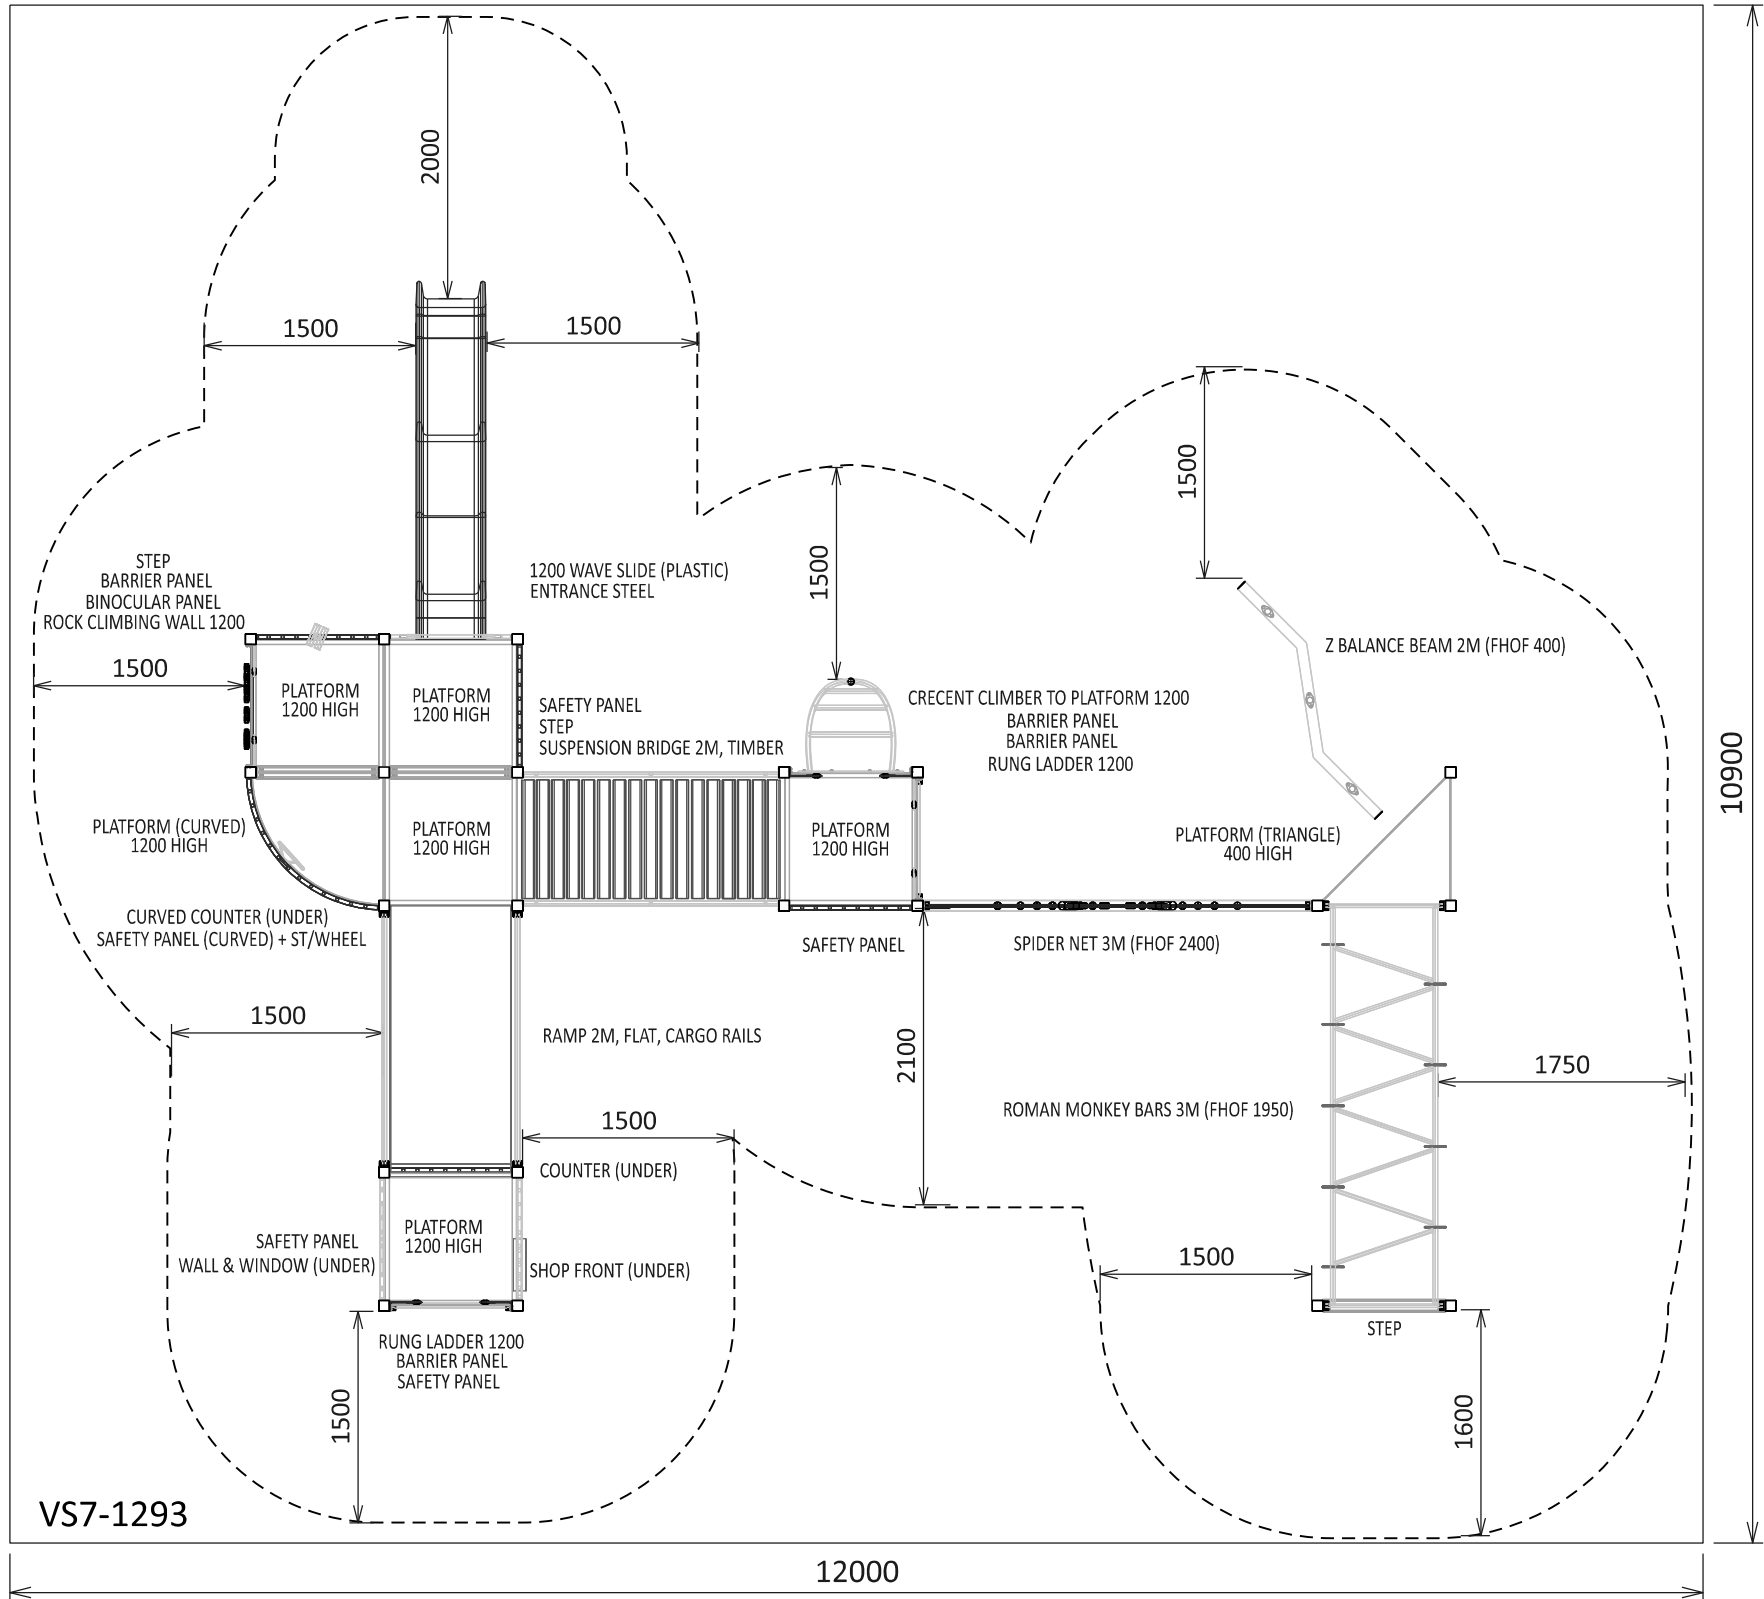 2000
1500
1500
1500
1500
10900
STEP
BARRIER PANEL
BINOCULAR PANEL
ROCK CLIMBING WALL 1200
1500
1200 WAVE SLIDE (PLASTIC)
ENTRANCE STEEL
Z BALANCE BEAM 2M (FHOF 400)
PLATFORM
1200 HIGH
PLATFORM
1200 HIGH
SAFETY PANEL
STEP
SUSPENSION BRIDGE 2M, TIMBER
CRECENT CLIMBER TO PLATFORM 1200
BARRIER PANEL
BARRIER PANEL
RUNG LADDER 1200
PLATFORM (CURVED)
1200 HIGH
PLATFORM
1200 HIGH
PLATFORM
1200 HIGH
PLATFORM (TRIANGLE)
400 HIGH
CURVED COUNTER (UNDER)
SAFETY PANEL (CURVED) + ST/WHEEL
SAFETY PANEL
SPIDER NET 3M (FHOF 2400)
1500
RAMP 2M, FLAT, CARGO RAILS
2100
1750
ROMAN MONKEY BARS 3M (FHOF 1950)
1500
COUNTER (UNDER)
SAFETY PANEL
WALL & WINDOW (UNDER)
PLATFORM
1200 HIGH
SHOP FRONT (UNDER)
1500
STEP
RUNG LADDER 1200
BARRIER PANEL
SAFETY PANEL
1500
1600
VS7-1293
12000